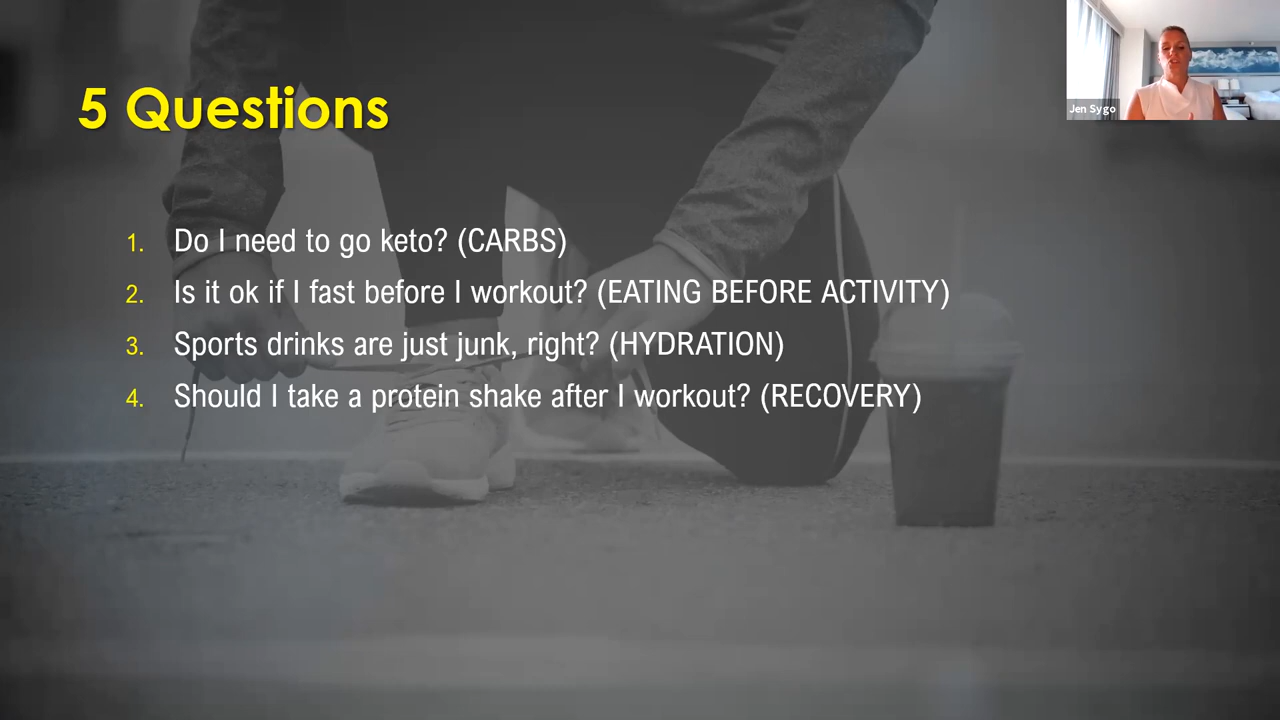 5 Questions
1. Do I need to go keto? (CARBS)
2. Is it ok if I fast before I workout? (EATING BEFORE ACTIVITY)
3. Sports drinks are just junk, right? (HYDRATION)
4. Should I take a protein shake after I workout? (RECOVERY)
Jen Sygo